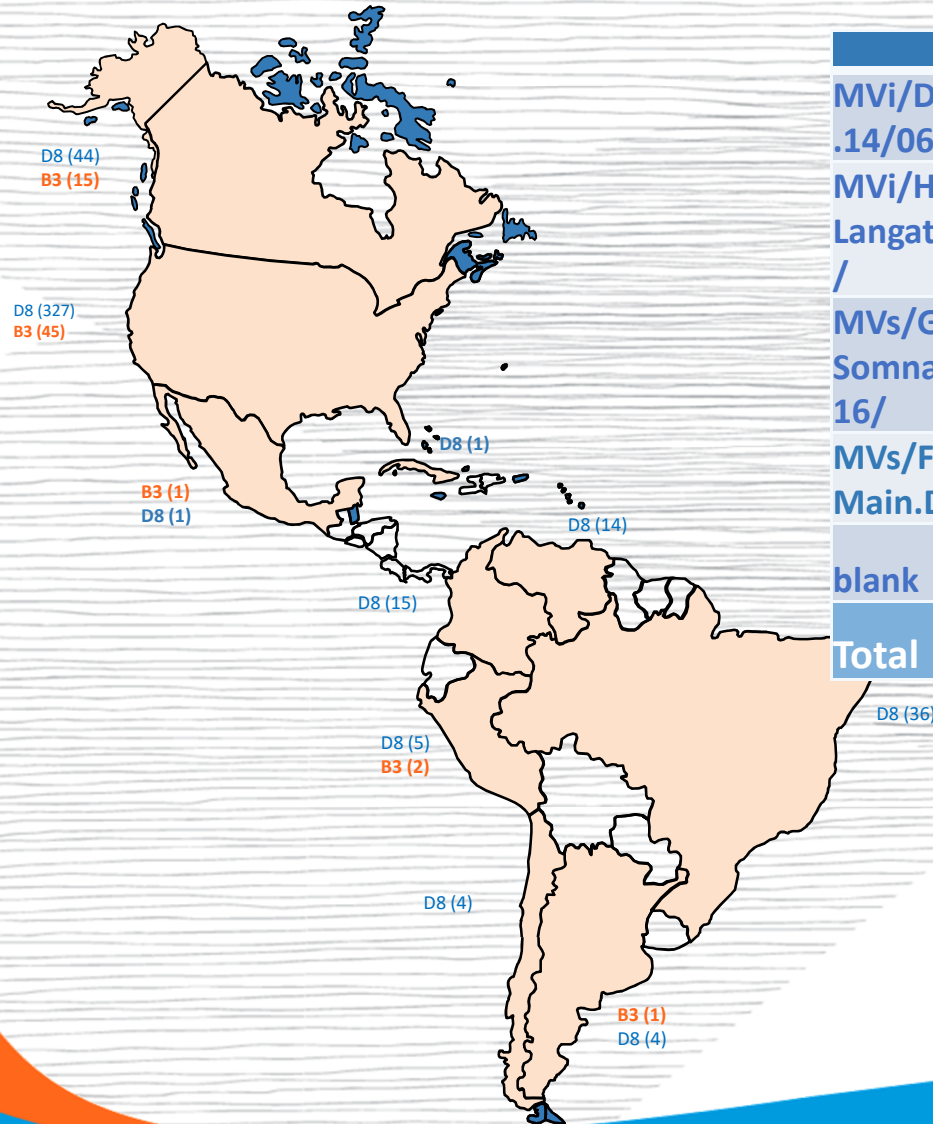 D8 (44)
B3 (15)
D8 (327)
B3 (45)
D8 (1)
B3 (1)
D8 (1)
D8 (14)
D8 (15)
D8 (5)
B3 (2)
D8 (36)
D8 (4)
B3 (1)
D8 (4)
MVi/D
.14/06
MVi/H
Langat
/
MVs/G
Somna
16/
MVs/F
Main.D
blank
Total